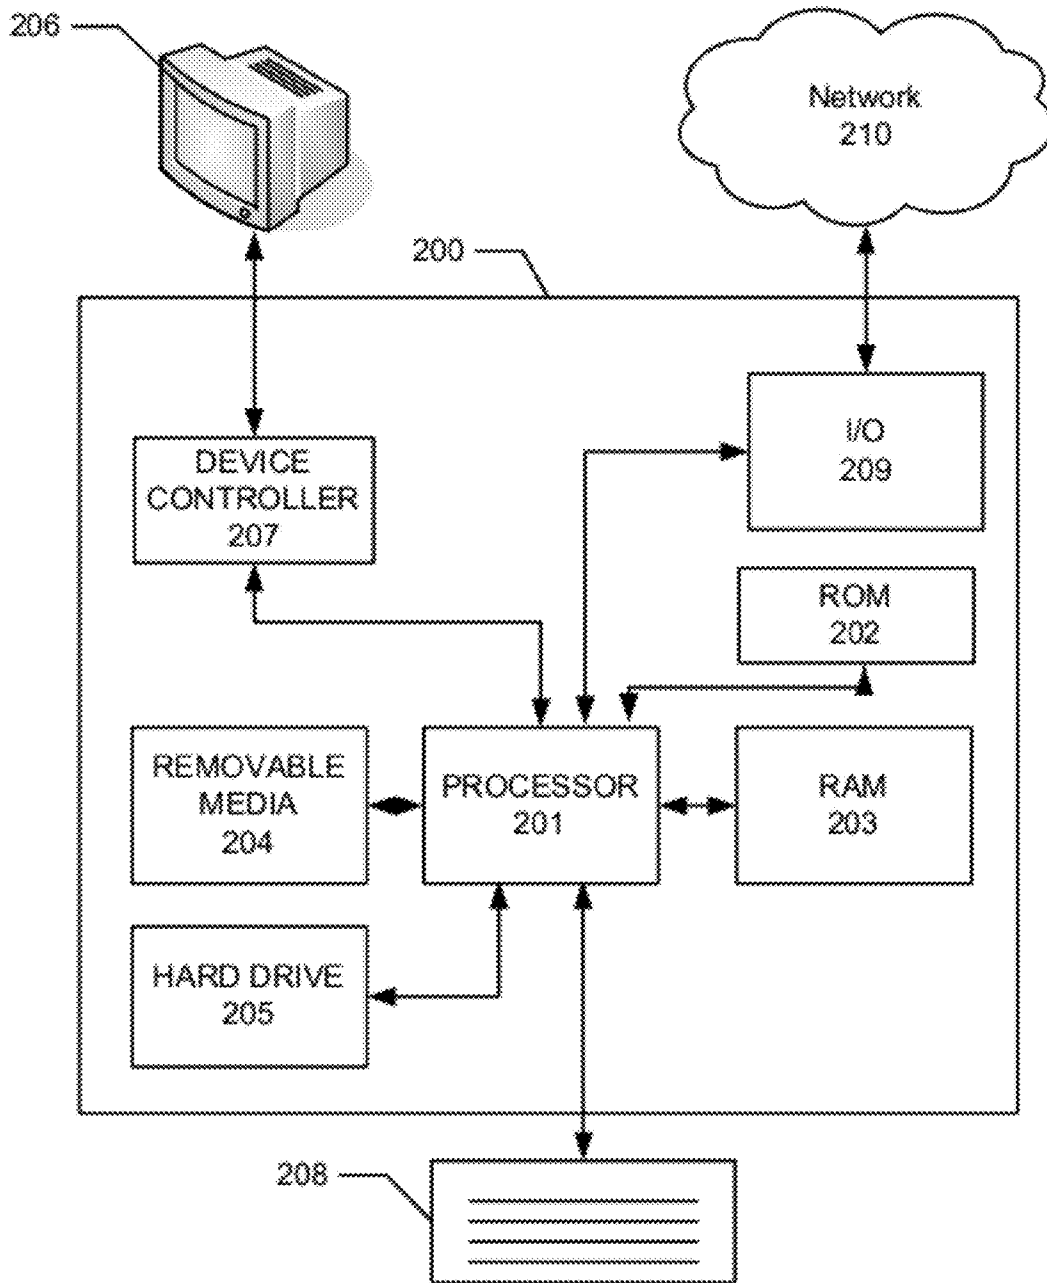 206
Network
210
200
I/O
209
DEVICE
CONTROLLER
207
ROM
202
REMOVABLE
MEDIA
204
PROCESSOR
201
RAM
203
HARD DRIVE
205
208